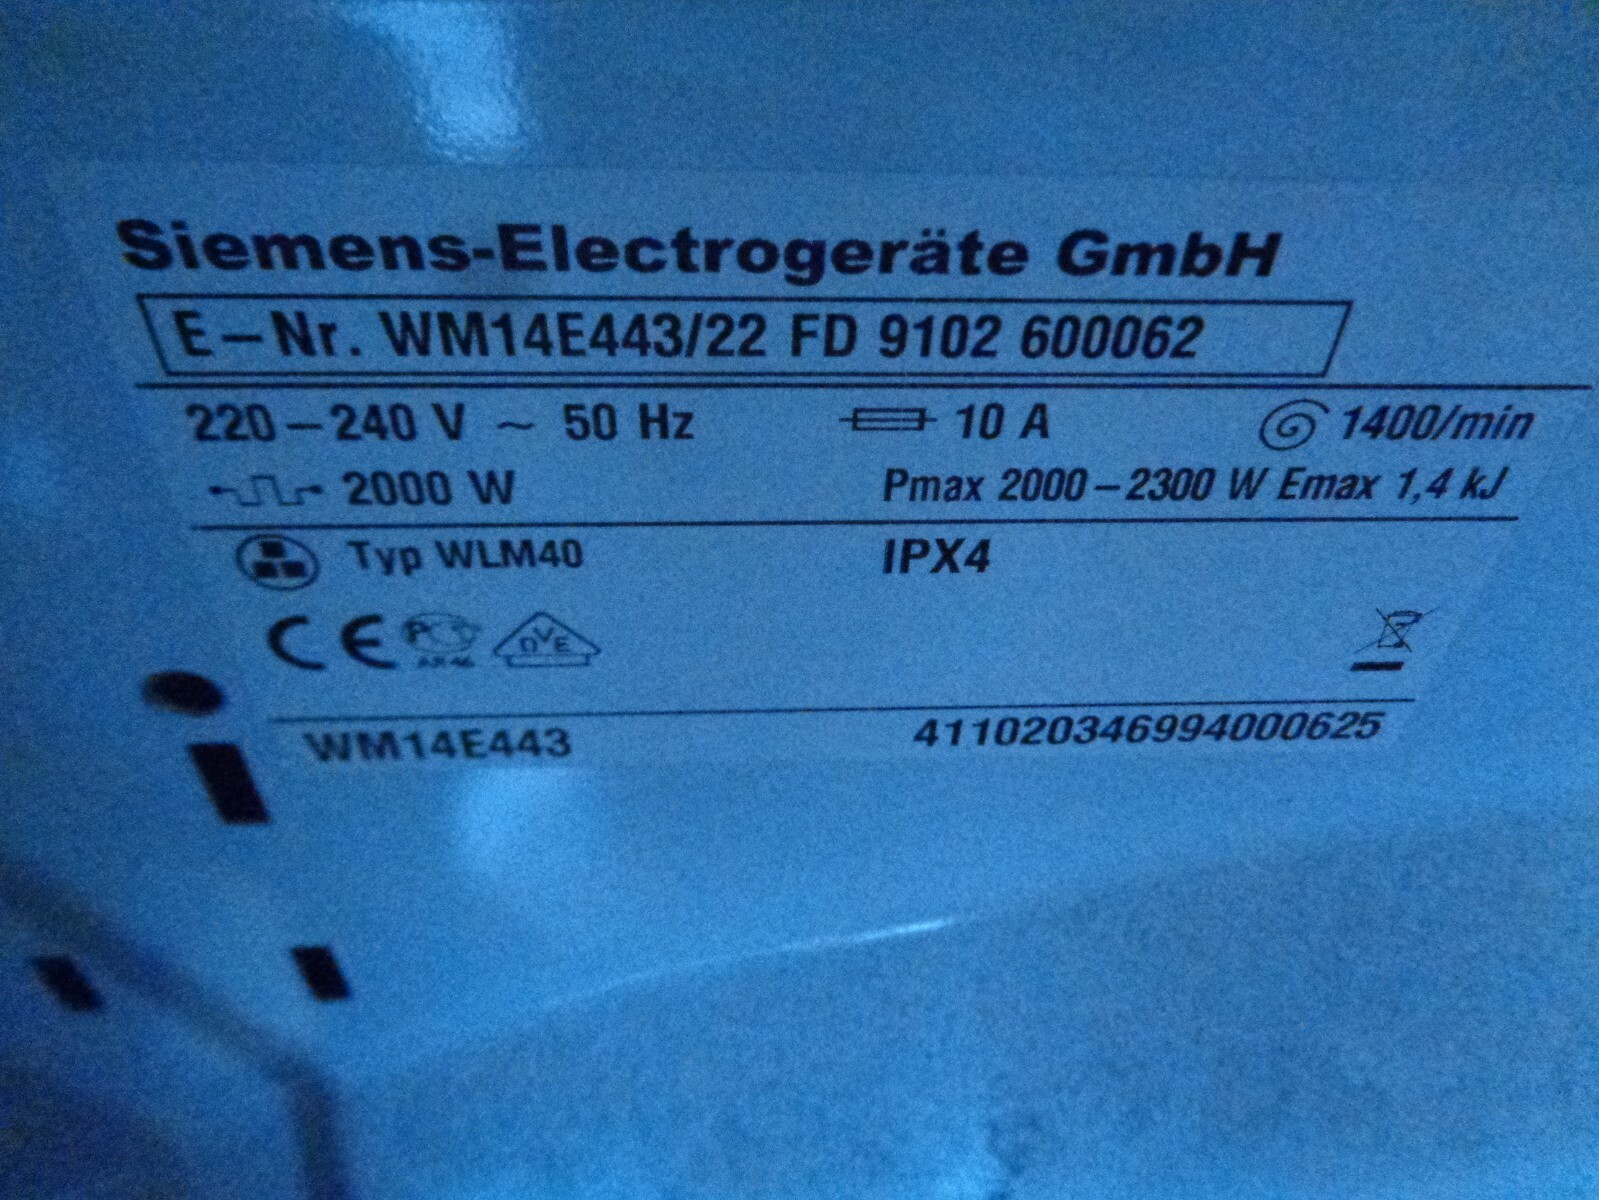 Siemens-Electrogeräte GmbH
E-Nr. WM14E443/22 FD 9102 600062
220-240 V ~ 50 Hz 10 A 1400/min
2000 W Pmax 2000-2300 W Emax 1,4 kJ
Typ WLM40 IPX4
CE DVE
WM14E443 411020346994000625